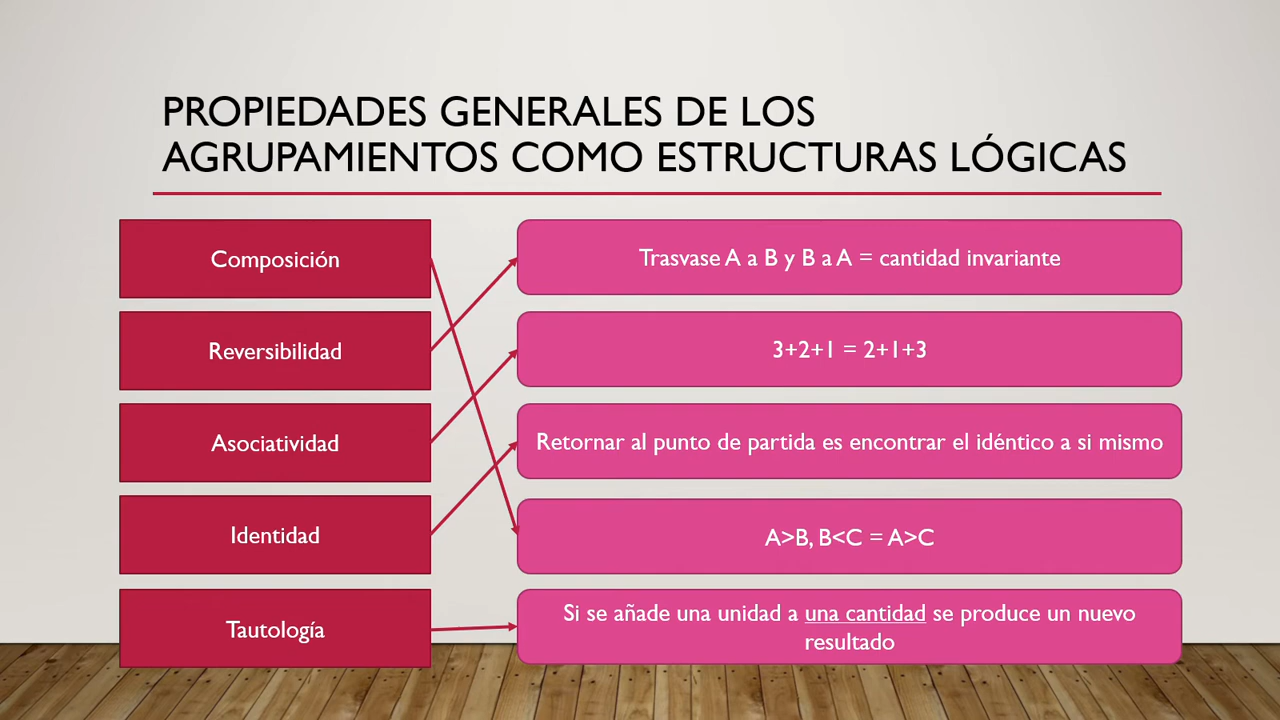 PROPIEDADES GENERALES DE LOS
AGRUPAMIENTOS COMO ESTRUCTURAS LÓGICAS
Composición
Trasvase A a B y B a A = cantidad invariante
Reversibilidad
3+2+1 = 2+1+3
Asociatividad
Retornar al punto de partida es encontrar el idéntico a si mismo
Identidad
A>B, B<C = A>C
Tautología
Si se añade una unidad a una cantidad se produce un nuevo
resultado